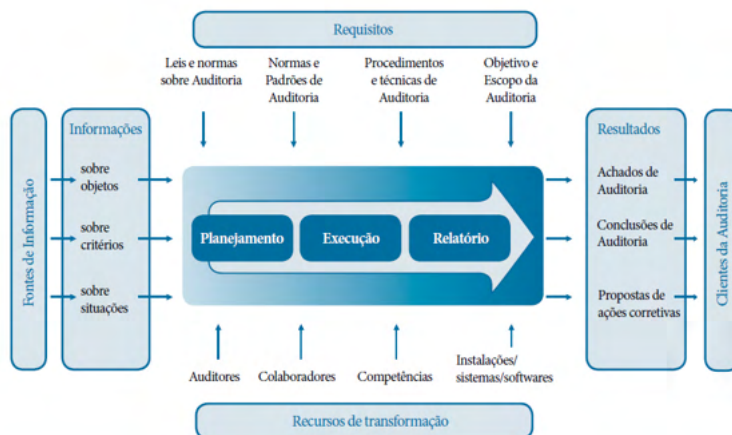 Requisitos
Leis e normas
sobre Auditoria
Normas e
Padrões de
Auditoria
Procedimentos
e técnicas de
Auditoria
Objetivo e
Escopo da
Auditoria
Fontes de Informação
Informações
sobre
objetos
sobre
critérios
sobre
situações
Planejamento
Execução
Relatório
Resultados
Achados de
Auditoria
Conclusões de
Auditoria
Propostas de
ações corretivas
Clientes da Auditoria
Auditores
Colaboradores
Competências
Instalações/
sistemas/softwares
Recursos de transformação